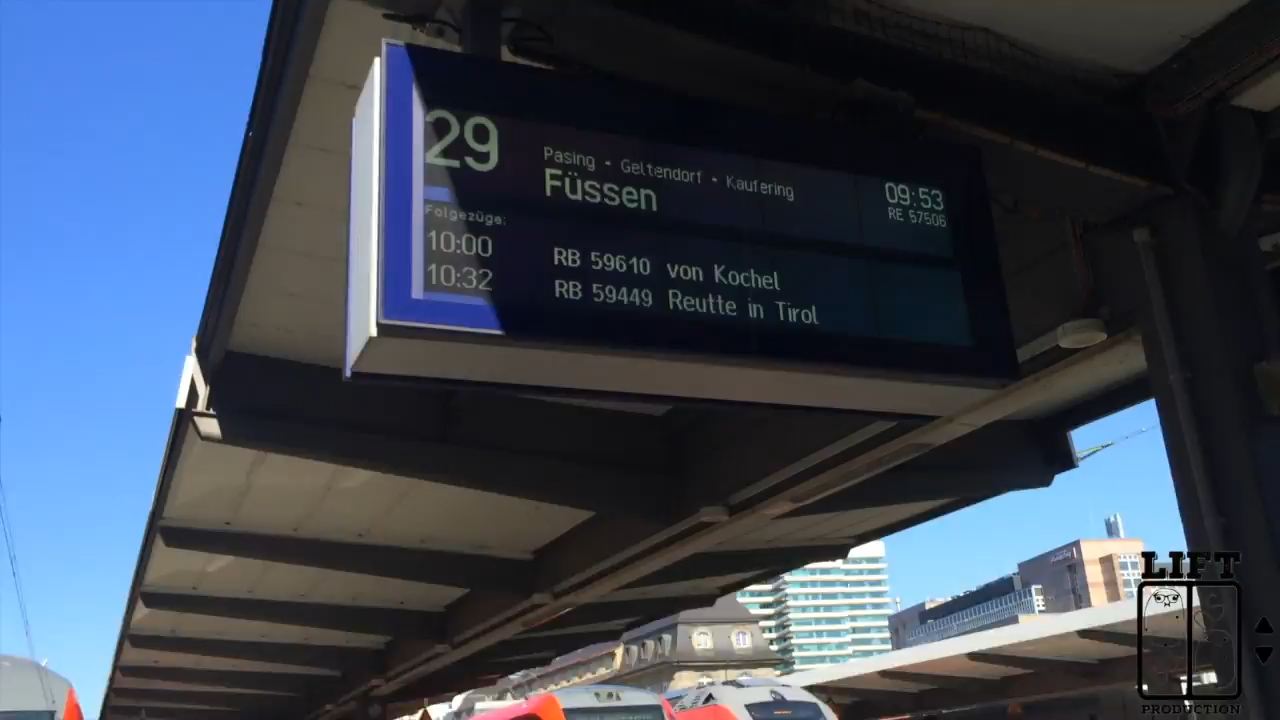 29
Pasing - Geltendorf - Kaufering
Füssen
09:53
RE 57506
Folgezüge:
10:00 RB 59610 von Kochel
10:32 RB 59449 Reutte in Tirol
LIFT
PRODUCTION